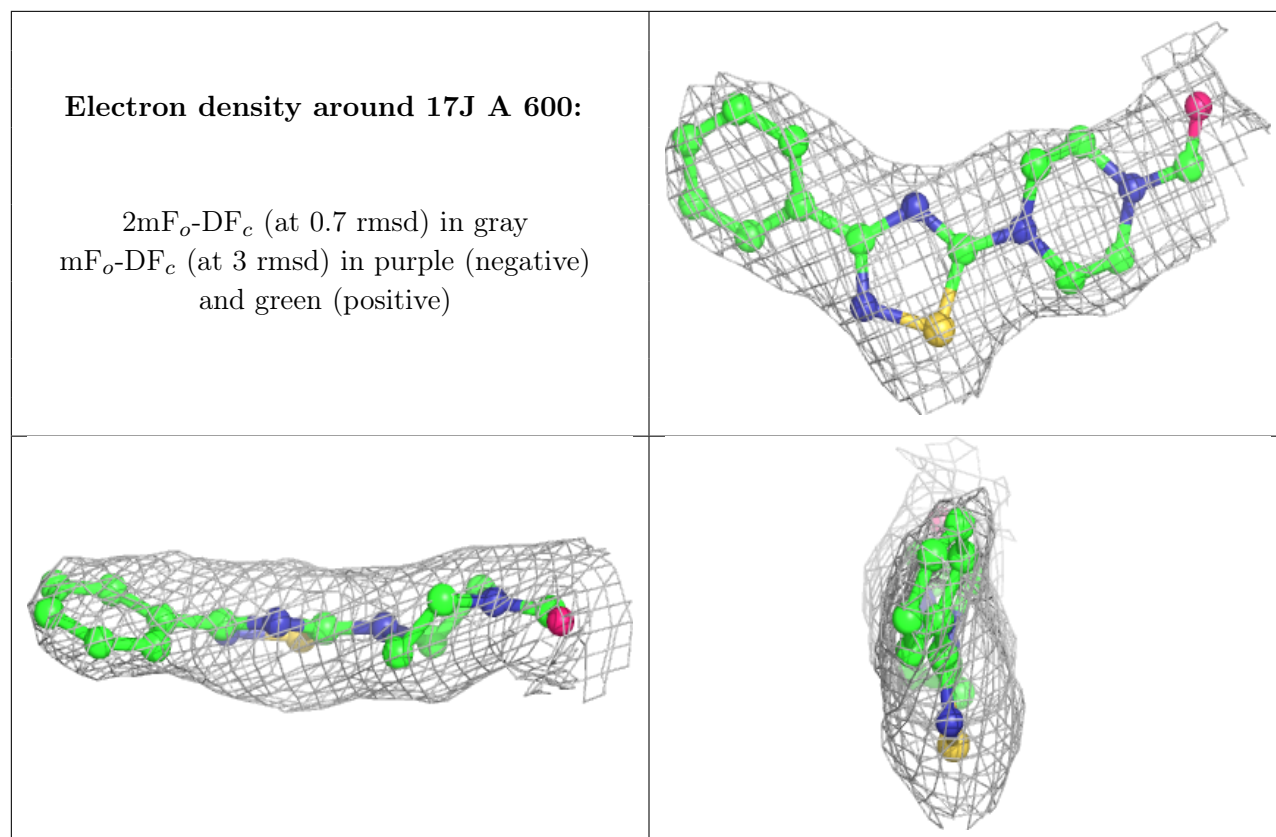 Electron density around 17J A 600:
2mFo-DFc (at 0.7 rmsd) in gray
mFo-DFc (at 3 rmsd) in purple (negative)
and green (positive)